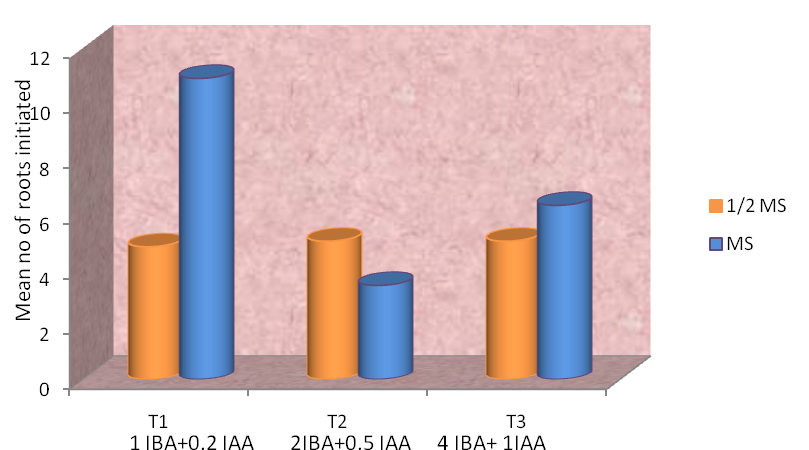 Mean no of roots initiated
12
10
8
6
4
2
0
T1
T2
T3
1 IBA+0.2 IAA
2IBA+0.5 IAA
4 IBA+ 1IAA
1/2 MS
MS